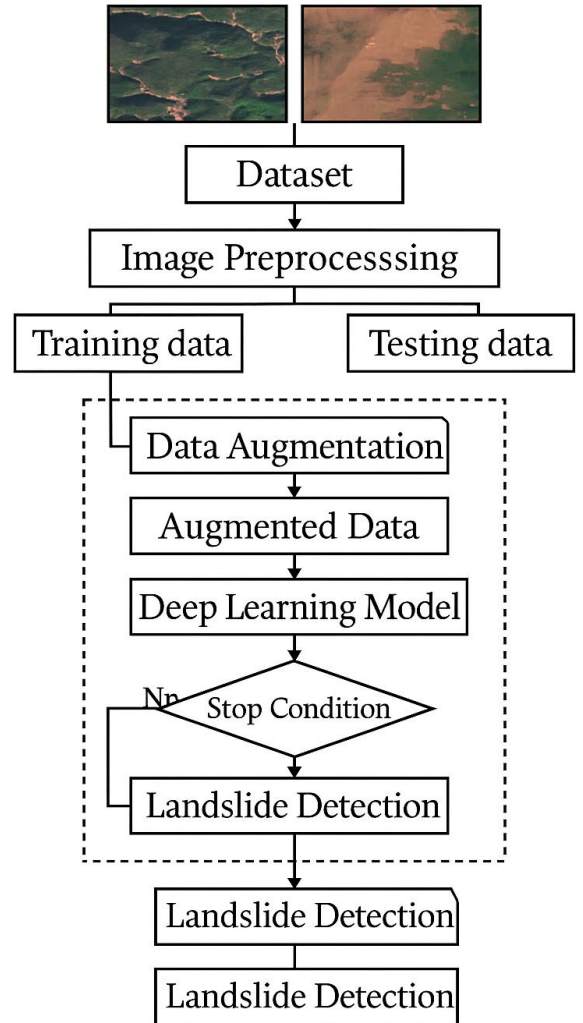 Dataset
Image Preprocesssing
Training data
Testing data
Data Augmentation
Augmented Data
Deep Learning Model
Stop Condition
Landslide Detection
Landslide Detection
Landslide Detection